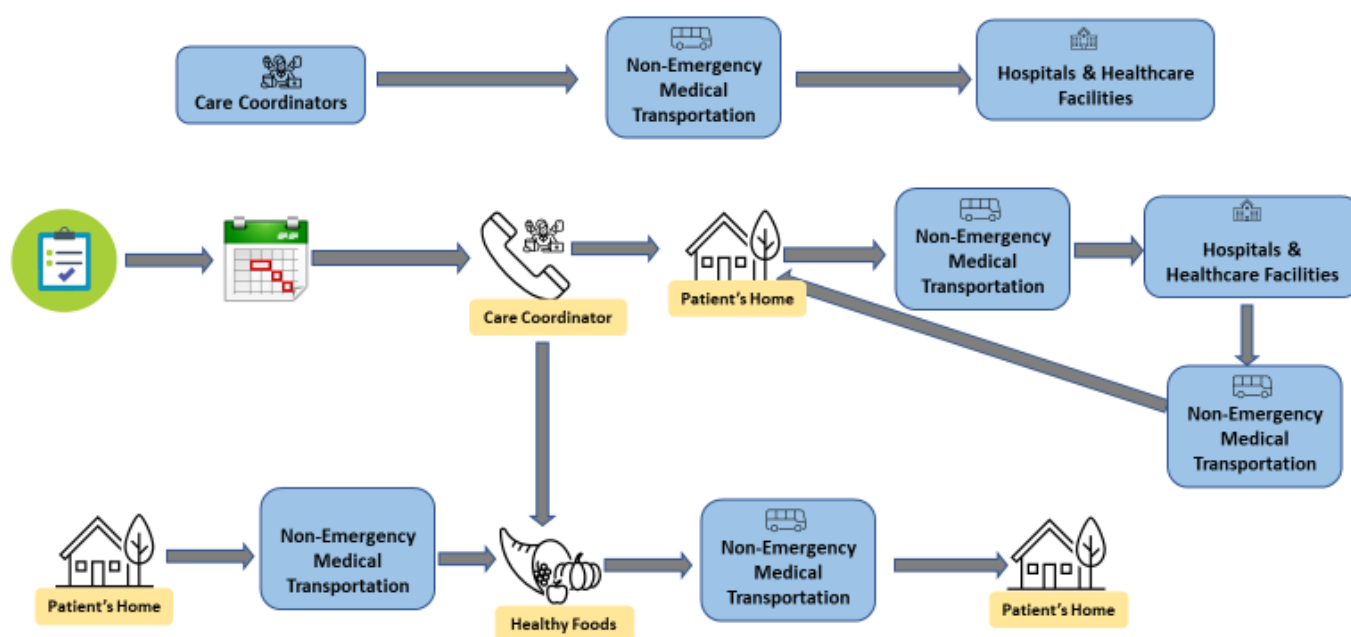 Care Coordinators
Non-Emergency
Medical
Transportation
Hospitals & Healthcare
Facilities
Care Coordinator
Patient's Home
Non-Emergency
Medical
Transportation
Hospitals &
Healthcare Facilities
Non-Emergency
Medical
Transportation
Patient's Home
Non-Emergency
Medical
Transportation
Healthy Foods
Non-Emergency
Medical
Transportation
Patient's Home